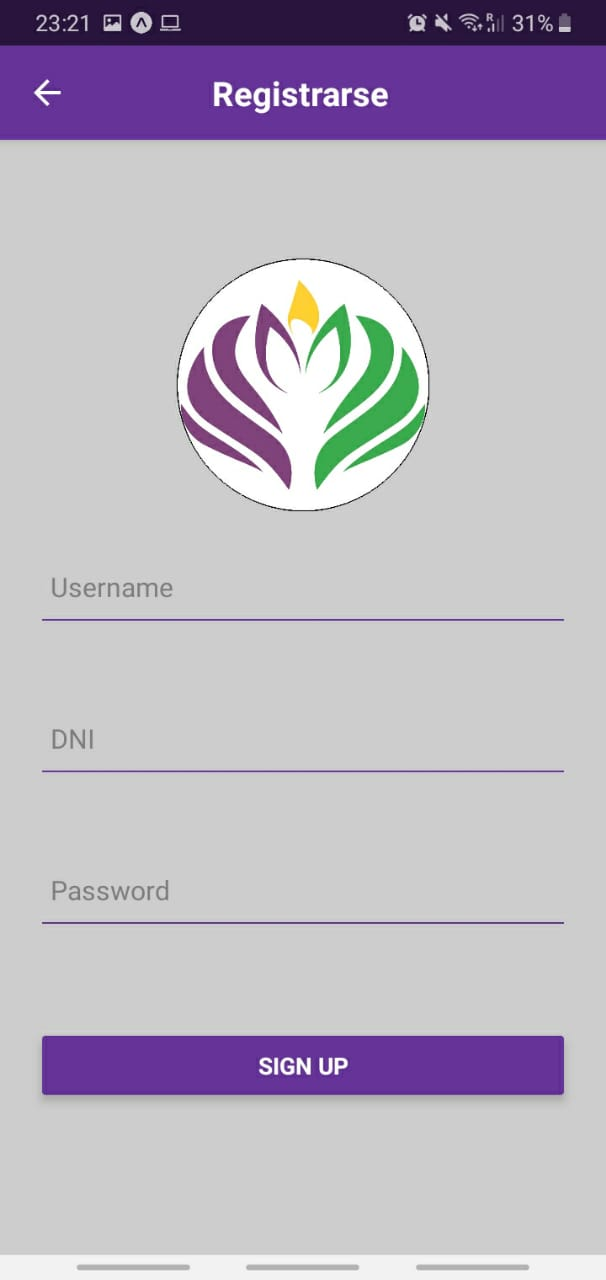 23:21 R 31%
Registrarse
Username
DNI
Password
SIGN UP